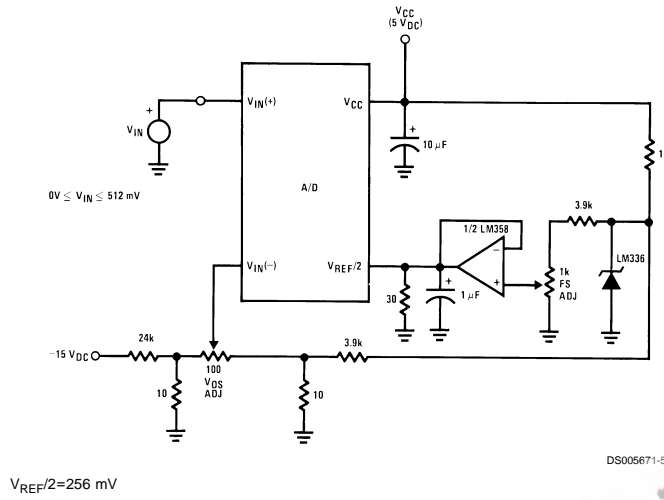 V_CC
(5 V_DC)
V_IN(+)
V_CC
+
V_IN
+
10 µF
1
A/D
0V ≤ V_IN ≤ 512 mV
3.9k
1/2 LM358
LM336
V_IN(−)
V_REF/2
−
+
1k
FS
ADJ
+
30
1 µF
24k
3.9k
−15 V_DC
100
V_OS
ADJ
10
10
DS005671-5
V_REF/2=256 mV